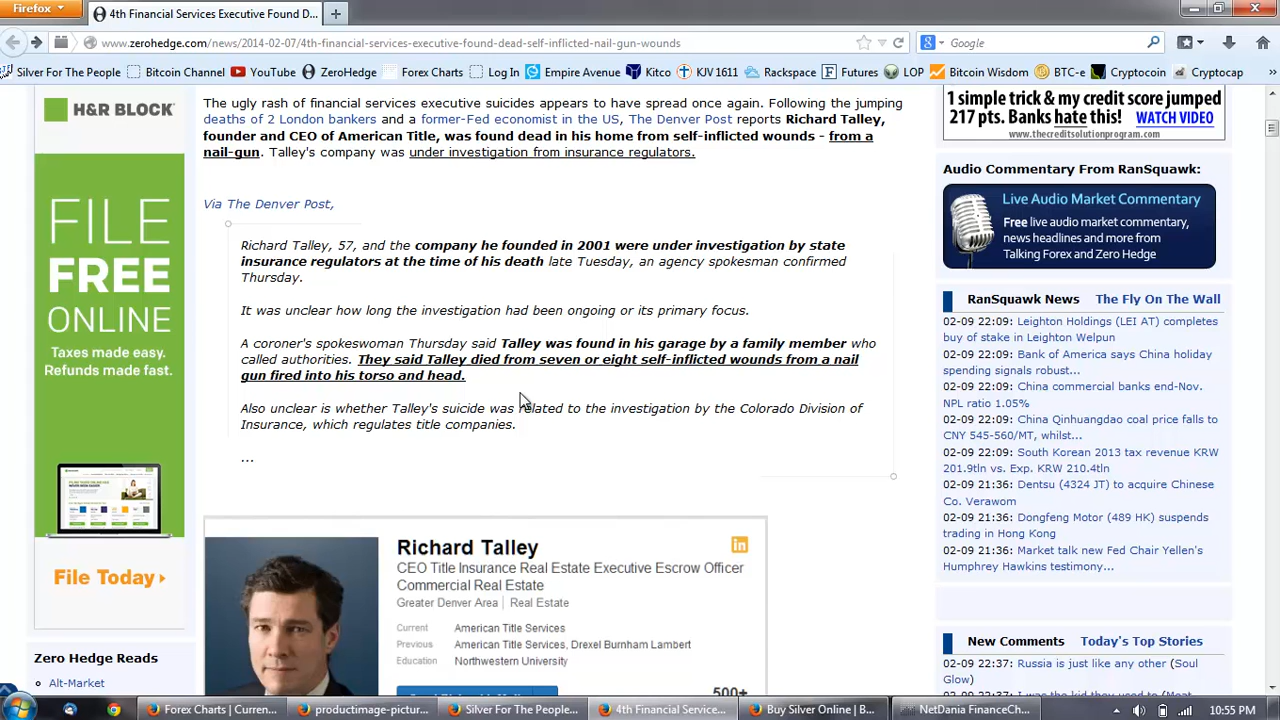 Firefox
4th Financial Services Executive Found D...
www.zerohedge.com/news/2014-02-07/4th-financial-services-executive-found-dead-self-inflicted-nail-gun-wounds
Google
Silver For The People
Bitcoin Channel
YouTube
ZeroHedge
Forex Charts
Log In
Empire Avenue
Kitco
KJV 1611
Rackspace
Futures
LOP
Bitcoin Wisdom
BTC-e
Cryptocoin
Cryptocap
»
H&R BLOCK
FILE
FREE
ONLINE
Taxes made easy.
Refunds made fast.
File Today
Zero Hedge Reads
Alt-Market
The ugly rash of financial services executive suicides appears to have spread once again. Following the jumping
deaths of 2 London bankers and a former-Fed economist in the US, The Denver Post reports Richard Talley,
founder and CEO of American Title, was found dead in his home from self-inflicted wounds - from a
nail-gun. Talley's company was under investigation from insurance regulators.
Via The Denver Post,
Richard Talley, 57, and the company he founded in 2001 were under investigation by state
insurance regulators at the time of his death late Tuesday, an agency spokesman confirmed
Thursday.
It was unclear how long the investigation had been ongoing or its primary focus.
A coroner's spokeswoman Thursday said Talley was found in his garage by a family member who
called authorities. They said Talley died from seven or eight self-inflicted wounds from a nail
gun fired into his torso and head.
Also unclear is whether Talley's suicide was related to the investigation by the Colorado Division of
Insurance, which regulates title companies.
...
Richard Talley
in
CEO Title Insurance Real Estate Executive Escrow Officer
Commercial Real Estate
Greater Denver Area | Real Estate
Current American Title Services
Previous American Title Services, Drexel Burnham Lambert
Education Northwestern University
500+
1 simple trick & my credit score jumped
217 pts. Banks hate this! WATCH VIDEO
www.thecreditsolutionprogram.com
Audio Commentary From RanSquawk:
Live Audio Market Commentary
Free live audio market commentary,
news headlines and more from
Talking Forex and Zero Hedge
RanSquawk News The Fly On The Wall
02-09 22:09: Leighton Holdings (LEI AT) completes
buy of stake in Leighton Welpun
02-09 22:09: Bank of America says China holiday
spending signals robust...
02-09 22:09: China commercial banks end-Nov.
NPL ratio 1.05%
02-09 22:09: China Qinhuangdao coal price falls to
CNY 545-560/MT, whilst...
02-09 22:09: South Korean 2013 tax revenue KRW
201.9tln vs. Exp. KRW 210.4tln
02-09 21:36: Dentsu (4324 JT) to acquire Chinese
Co. Verawom
02-09 21:36: Dongfeng Motor (489 HK) suspends
trading in Hong Kong
02-09 21:36: Market talk new Fed Chair Yellen's
Humphrey Hawkins testimony...
New Comments Today's Top Stories
02-09 22:37: Russia is just like any other (Soul
Glow)
Forex Charts | Curren...
productimage-pictur...
Silver For The People...
4th Financial Service...
Buy Silver Online | B...
NetDania FinanceCh...
10:55 PM